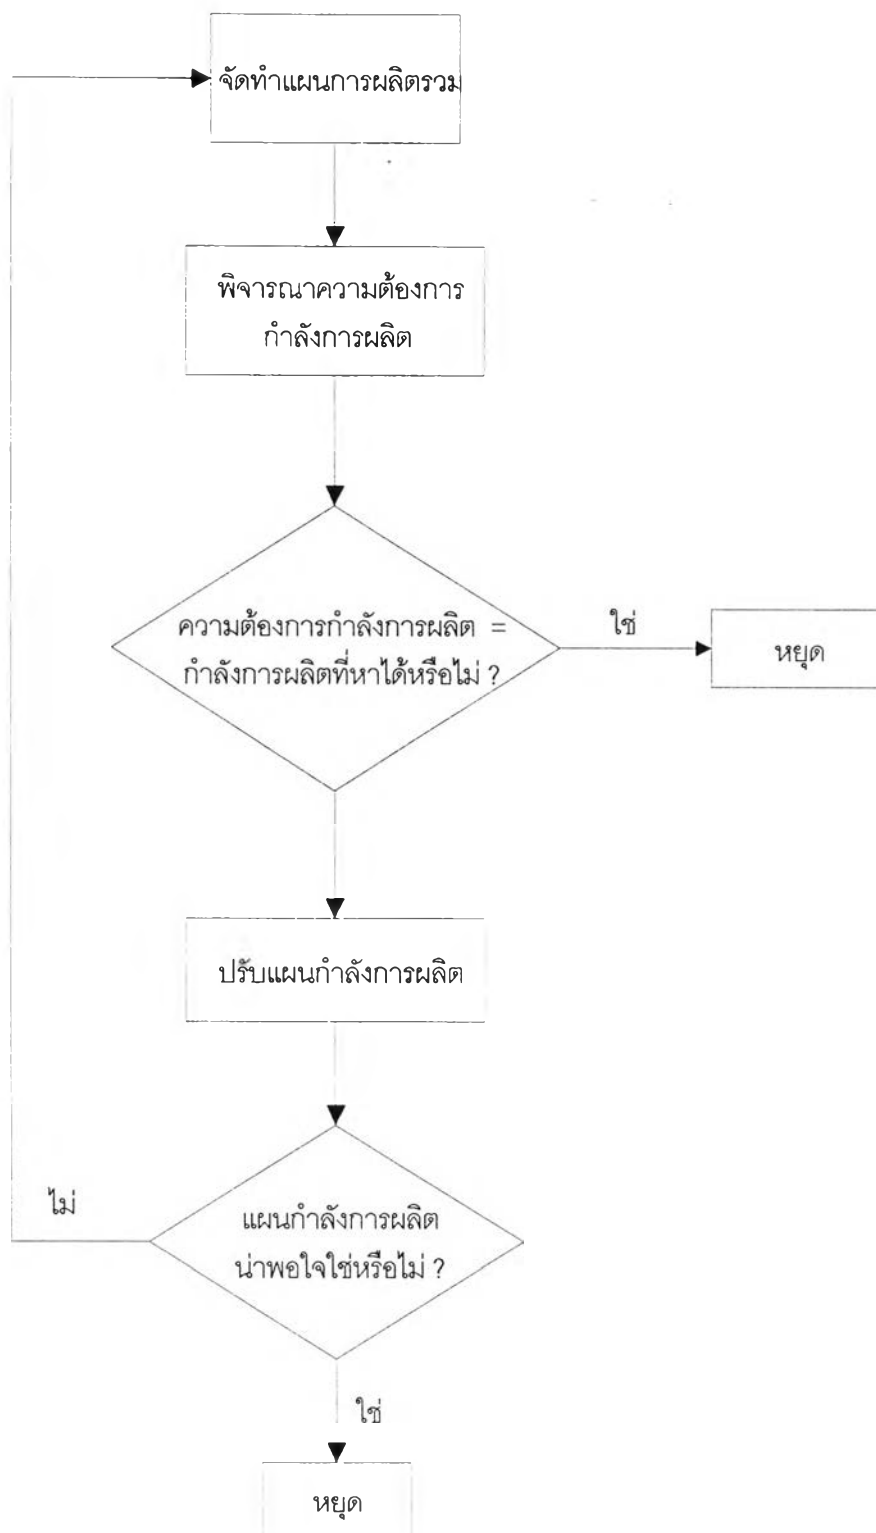 จัดทำแผนการผลิตรวม
พิจารณาความต้องการ
กำลังการผลิต
ความต้องการกำลังการผลิต =
กำลังการผลิตที่หาได้หรือไม่ ?
ใช่
หยุด
ปรับแผนกำลังการผลิต
ไม่
แผนกำลังการผลิต
น่าพอใจใช่หรือไม่ ?
ใช่
หยุด